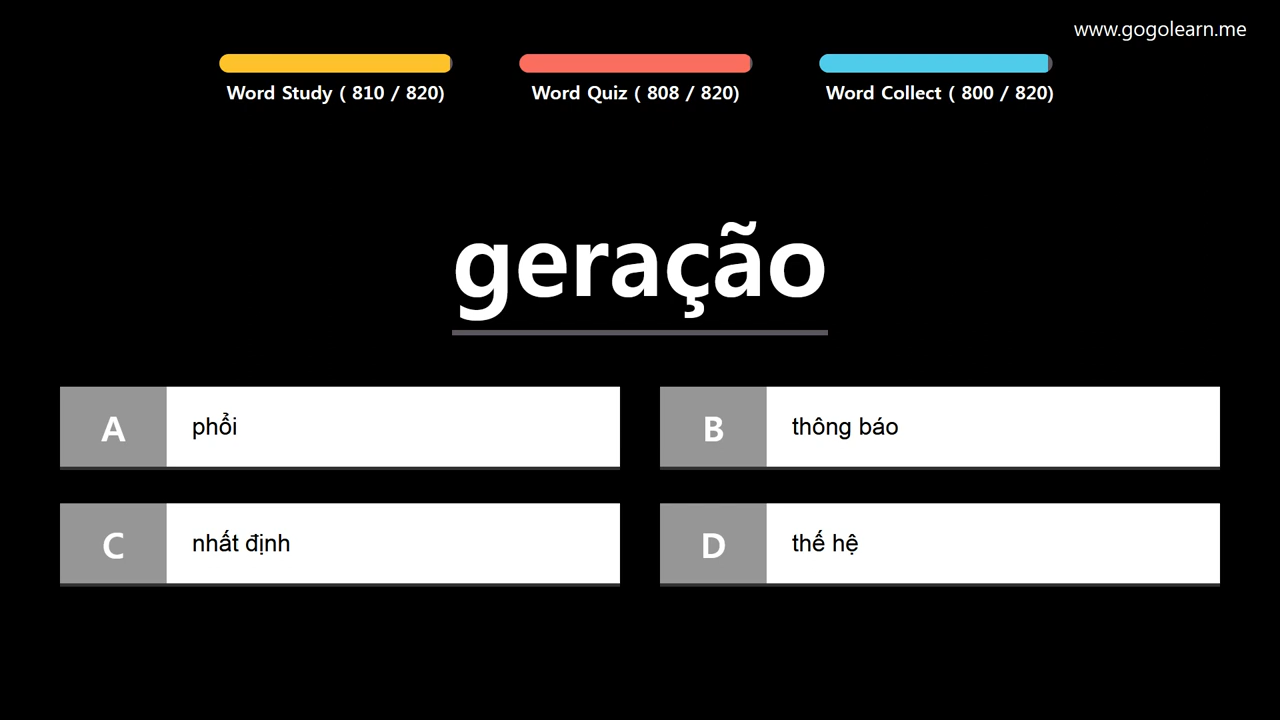 www.gogolearn.me
Word Study ( 810 / 820)
Word Quiz ( 808 / 820)
Word Collect ( 800 / 820)
geração
A phổi
B thông báo
C nhất định
D thế hệ